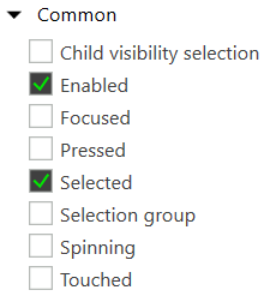 Common
Child visibility selection
Enabled
Focused
Pressed
Selected
Selection group
Spinning
Touched